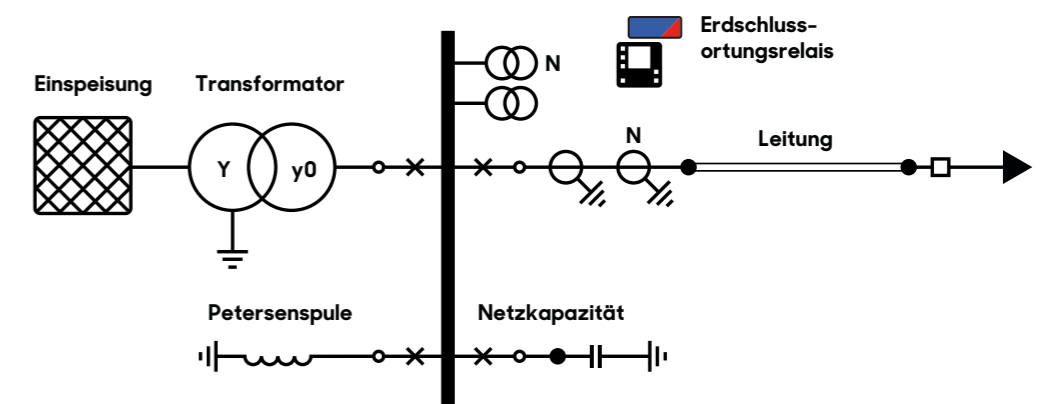 Erdschluss-
ortungsrelais
N
Einspeisung
Transformator
N
Leitung
Y
y0
Petersenspule
Netzkapazität